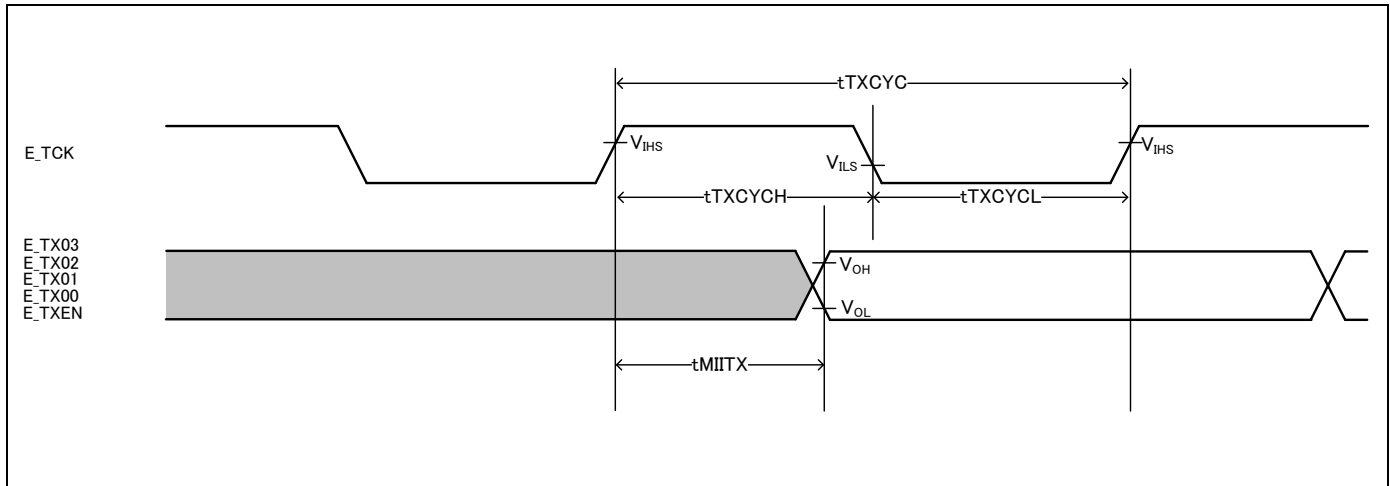 tTXCYC
E_TCK
VIHS
VILS
VIHS
tTXCYCH
tTXCYCL
E_TX03
E_TX02
E_TX01
E_TX00
E_TXEN
VOH
VOL
tMIITX